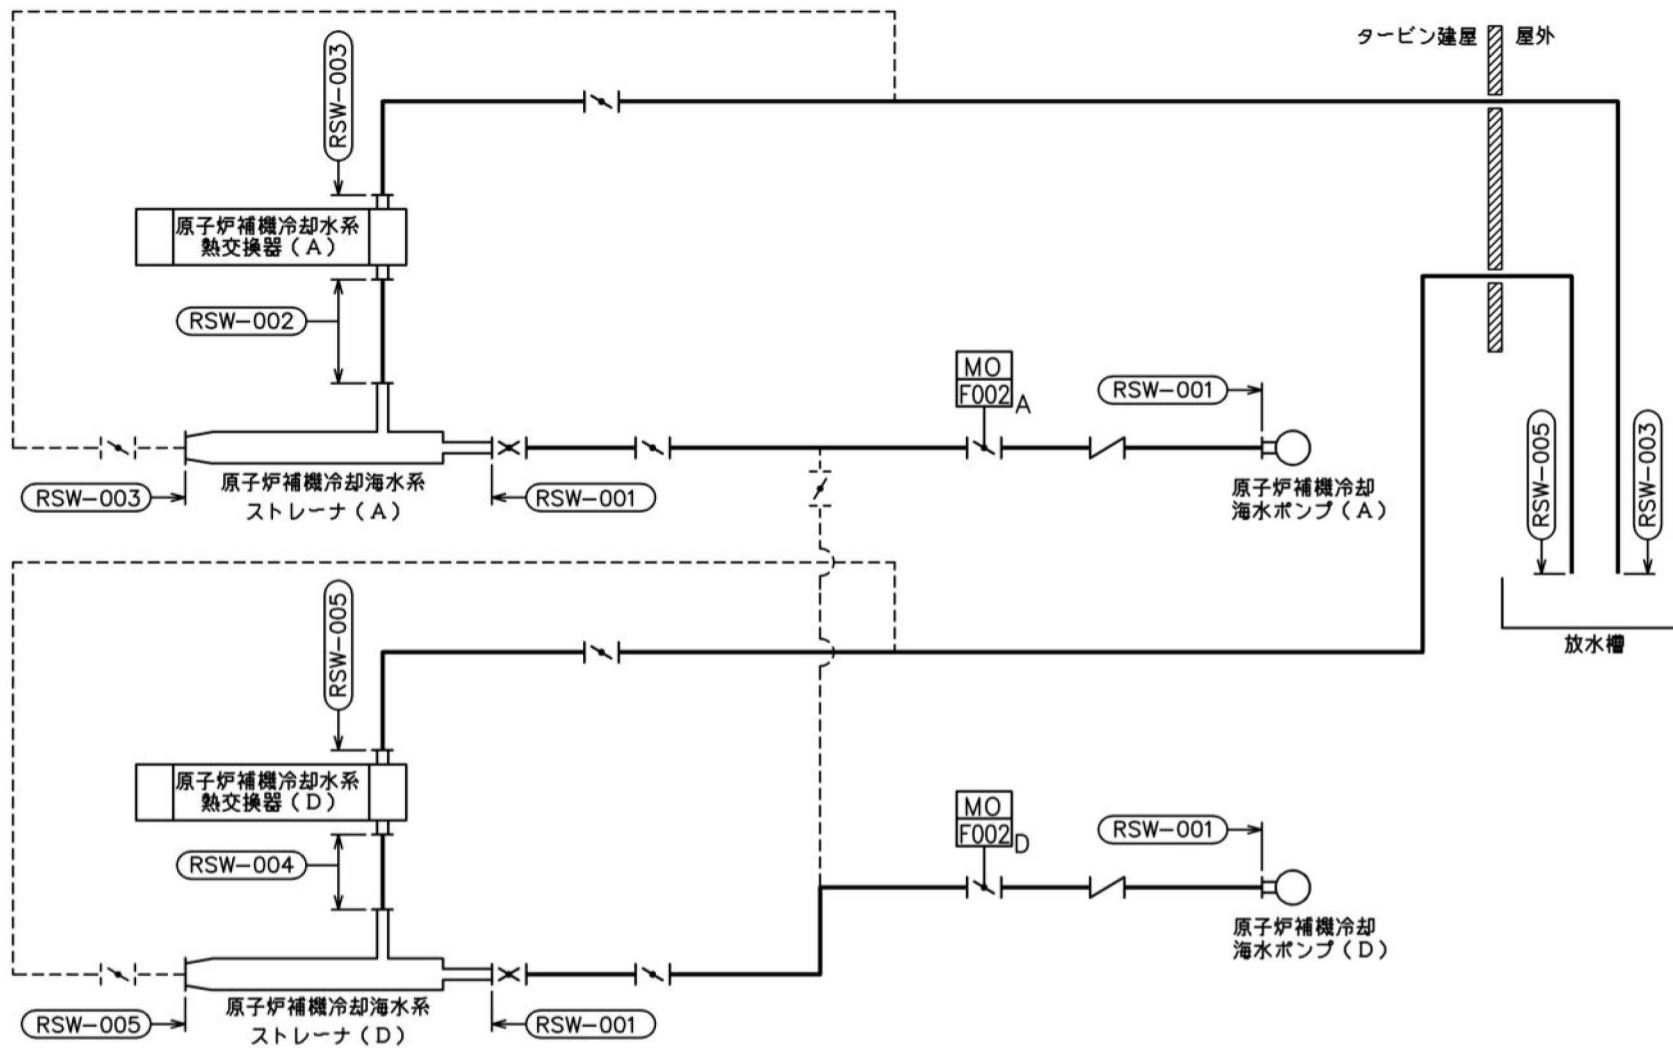 タービン建屋
屋外
RSW-003
原子炉補機冷却水系
熱交換器(A)
RSW-002
MO
F002
A
RSW-001
RSW-003
原子炉補機冷却海水系
ストレーナ(A)
RSW-001
原子炉補機冷却
海水ポンプ(A)
RSW-005
RSW-003
放水槽
RSW-005
原子炉補機冷却水系
熱交換器(D)
RSW-004
MO
F002
D
RSW-001
原子炉補機冷却
海水ポンプ(D)
RSW-005
原子炉補機冷却海水系
ストレーナ(D)
RSW-001